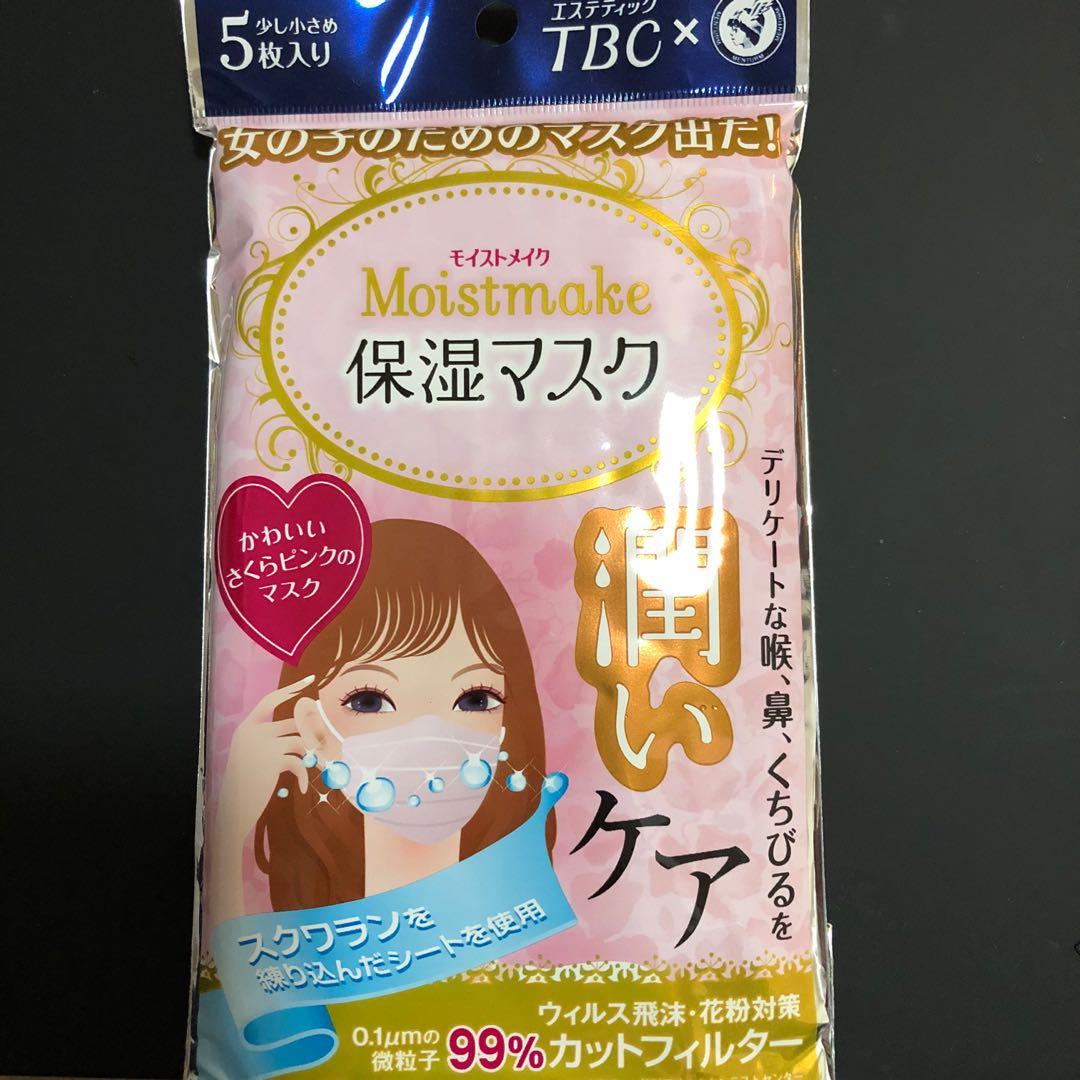 少し小さめ
5枚入り
エステティック
TBC×
MENTURM
女の子のためのマスク出た!
モイストメイク
Moistmake
保湿マスク
かわいい
さくらピンクの
マスク
デリケートな喉、鼻、くちびるを
潤い
ケア
スクワランを
練り込んだシートを使用
ウィルス飛沫・花粉対策
0.1μmの
微粒子
99%カットフィルター